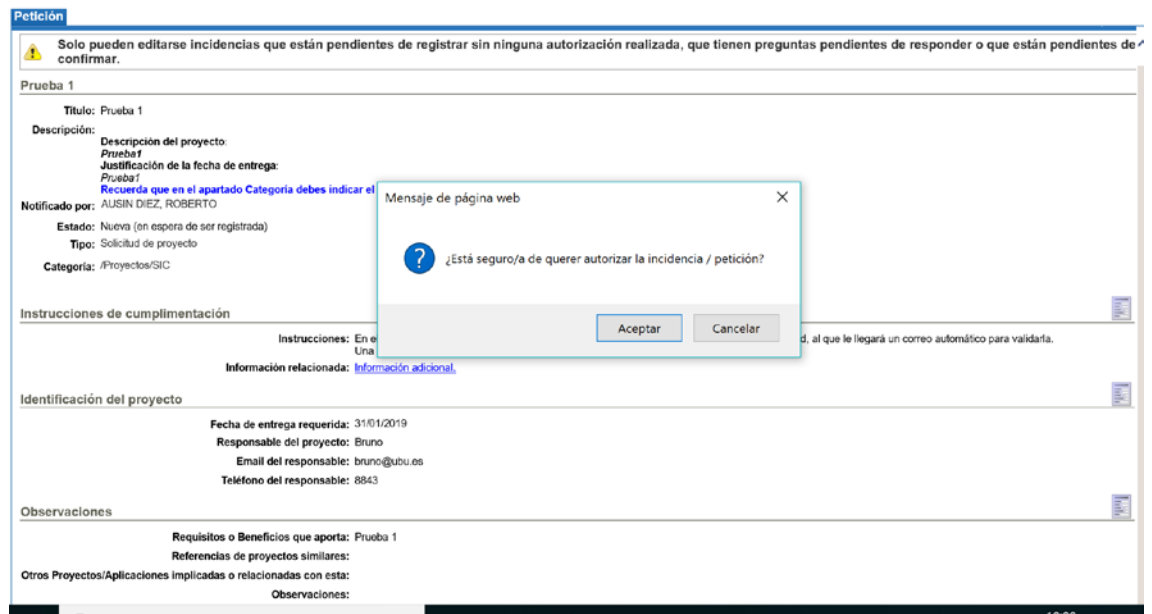 Petición
Solo pueden editarse incidencias que están pendientes de registrar sin ninguna autorización realizada, que tienen preguntas pendientes de responder o que están pendientes de
confirmar.
Prueba 1
Titulo: Prueba 1
Descripción:
Descripción del proyecto:
Prueba1
Justificación de la fecha de entrega:
Prueba1
Recuerda que en el apartado Categoria debes indicar el
Notificado por: AUSIN DIEZ, ROBERTO
Estado: Nueva (en espera de ser registrada)
Tipo: Solicitud de proyecto
Categoria: /Proyectos/SIC
Mensaje de página web
¿Está seguro/a de querer autorizar la incidencia / petición?
Aceptar Cancelar
Instrucciones de cumplimentación
Instrucciones: En e d, al que le llegará un correo automático para validarla.
Una
Información relacionada: Información adicional.
Identificación del proyecto
Fecha de entrega requerida: 31/01/2019
Responsable del proyecto: Bruno
Email del responsable: bruno@ubu.es
Teléfono del responsable: 8843
Observaciones
Requisitos o Beneficios que aporta: Prueba 1
Referencias de proyectos similares:
Otros Proyectos/Aplicaciones implicadas o relacionadas con esta:
Observaciones: